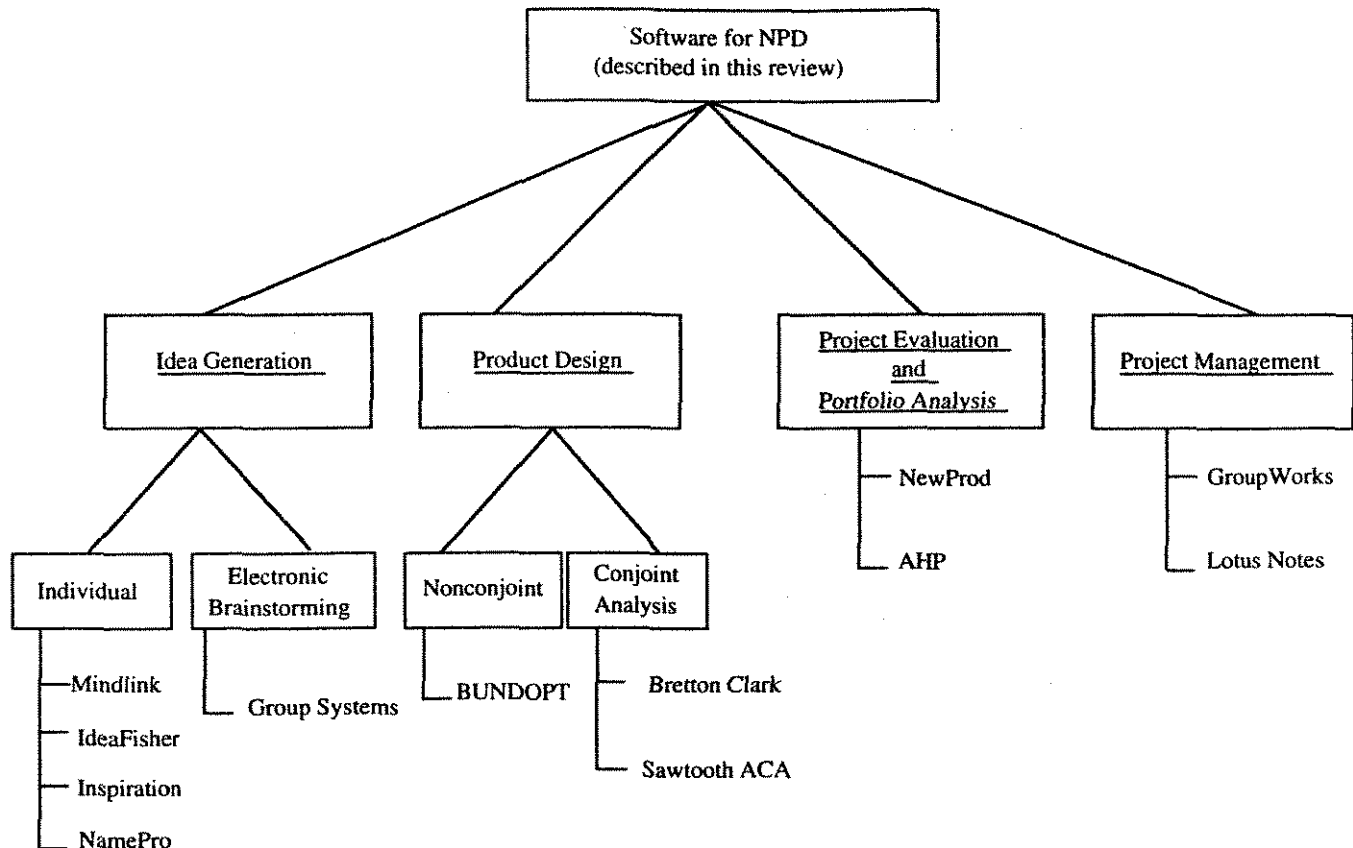 Software for NPD
(described in this review)
Idea Generation
Product Design
Project Evaluation
and
Portfolio Analysis
Project Management
Individual
Electronic
Brainstorming
Nonconjoint
Conjoint
Analysis
NewProd
AHP
GroupWorks
Lotus Notes
Mindlink
IdeaFisher
Inspiration
NamePro
Group Systems
BUNDOPT
Bretton Clark
Sawtooth ACA